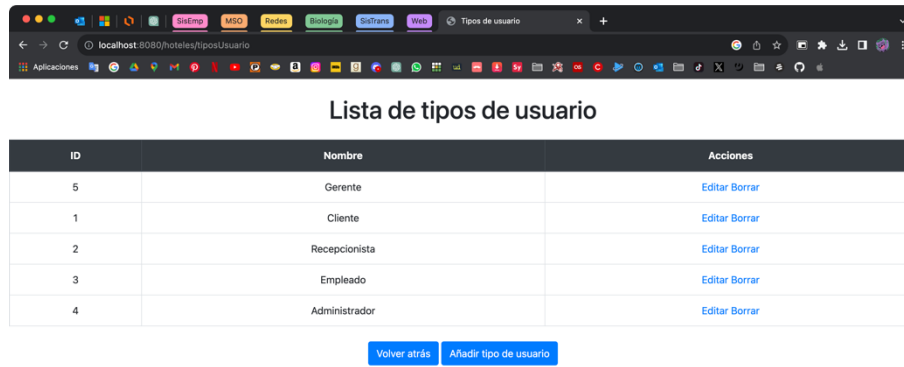 SisEmp MSO Redes Biología SisTrans Web Tipos de usuario
localhost:8080/hoteles/tiposUsuario
Aplicaciones
Lista de tipos de usuario
ID Nombre Acciones
5 Gerente Editar Borrar
1 Cliente Editar Borrar
2 Recepcionista Editar Borrar
3 Empleado Editar Borrar
4 Administrador Editar Borrar
Volver atrás Añadir tipo de usuario